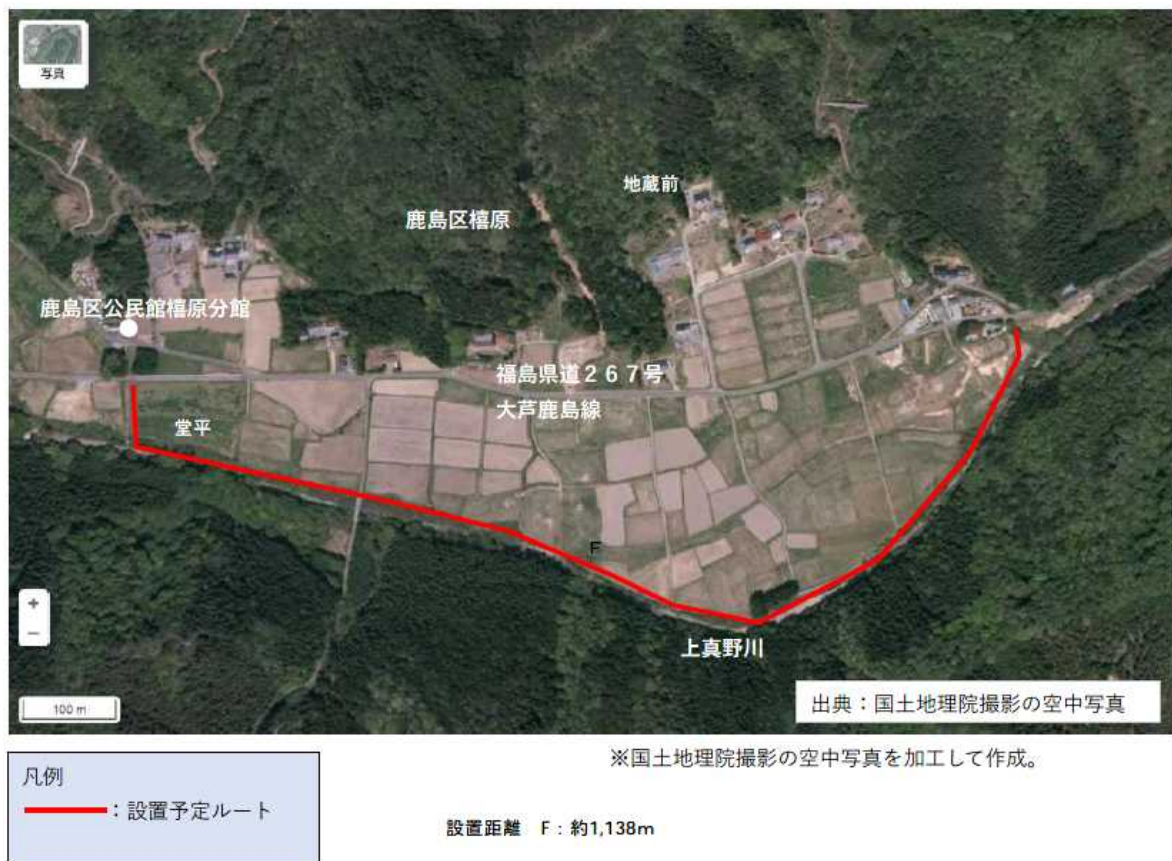 写真
地蔵前
鹿島区橲原
鹿島区公民館橲原分館
福島県道２６７号
大芦鹿島線
堂平
F
+
−
上真野川
100 m
出典：国土地理院撮影の空中写真
※国土地理院撮影の空中写真を加工して作成。
凡例
：設置予定ルート
設置距離　F：約1,138m